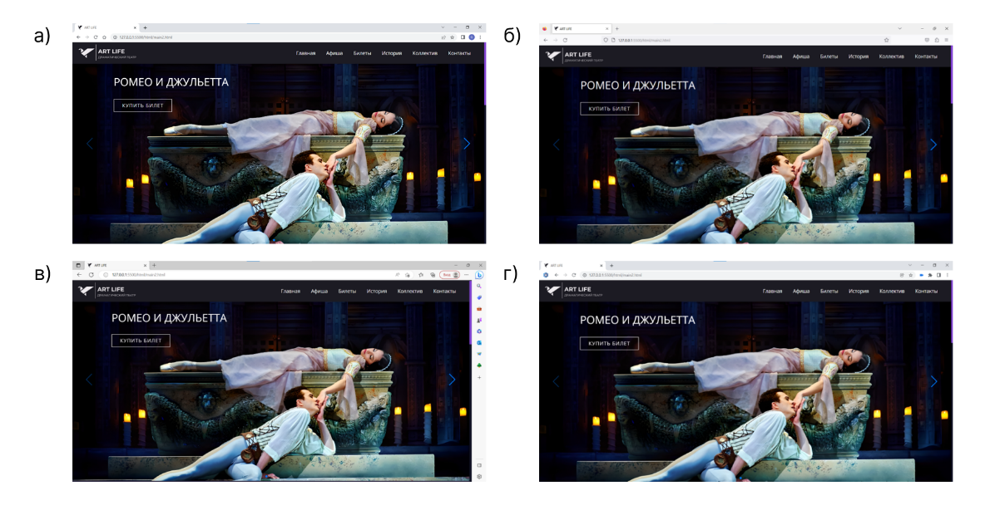 а)
ART LIFE
127.0.0.1:5500/html/main2.html
ART LIFE
ДРАМАТИЧЕСКИЙ ТЕАТР
Главная Афиша Билеты История Коллектив Контакты
РОМЕО И ДЖУЛЬЕТТА
КУПИТЬ БИЛЕТ
б)
ART LIFE
127.0.0.1:5500/html/main2.html
ART LIFE
ДРАМАТИЧЕСКИЙ ТЕАТР
Главная Афиша Билеты История Коллектив Контакты
РОМЕО И ДЖУЛЬЕТТА
КУПИТЬ БИЛЕТ
в)
ART LIFE
127.0.0.1:5500/html/main2.html
Вход
ART LIFE
ДРАМАТИЧЕСКИЙ ТЕАТР
Главная Афиша Билеты История Коллектив Контакты
РОМЕО И ДЖУЛЬЕТТА
КУПИТЬ БИЛЕТ
г)
ART LIFE
127.0.0.1:5500/html/main2.html
ART LIFE
ДРАМАТИЧЕСКИЙ ТЕАТР
Главная Афиша Билеты История Коллектив Контакты
РОМЕО И ДЖУЛЬЕТТА
КУПИТЬ БИЛЕТ